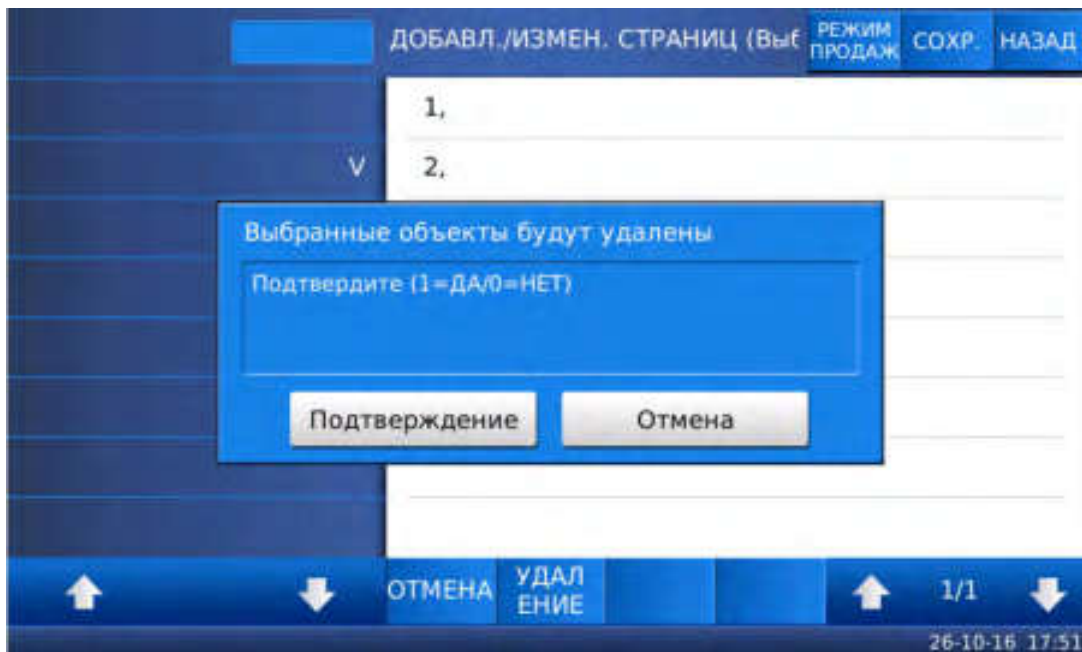 ДОБАВЛ./ИЗМЕН. СТРАНИЦ (Выб
РЕЖИМ
ПРОДАЖ
СОХР.
НАЗАД
1,
V
2,
Выбранные объекты будут удалены
Подтвердите (1=ДА/0=НЕТ)
Подтверждение
Отмена
ОТМЕНА
УДАЛ
ЕНИЕ
1/1
26-10-16 17:51